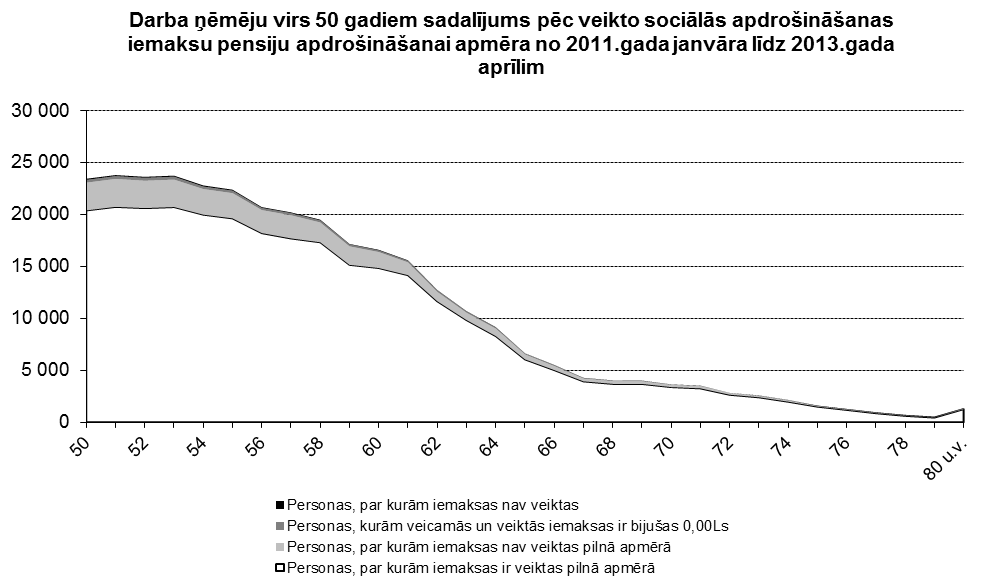 Darba ņēmēju virs 50 gadiem sadalījums pēc veikto sociālās apdrošināšanas
iemaksu pensiju apdrošināšanai apmēra no 2011.gada janvāra līdz 2013.gada
aprīlim
30 000
25 000
20 000
15 000
10 000
5 000
0
50 52 54 56 58 60 62 64 66 68 70 72 74 76 78 80 u.v.
Personas, par kurām iemaksas nav veiktas
Personas, kurām veicamās un veiktās iemaksas ir bijušas 0,00Ls
Personas, par kurām iemaksas nav veiktas pilnā apmērā
Personas, par kurām iemaksas ir veiktas pilnā apmērā